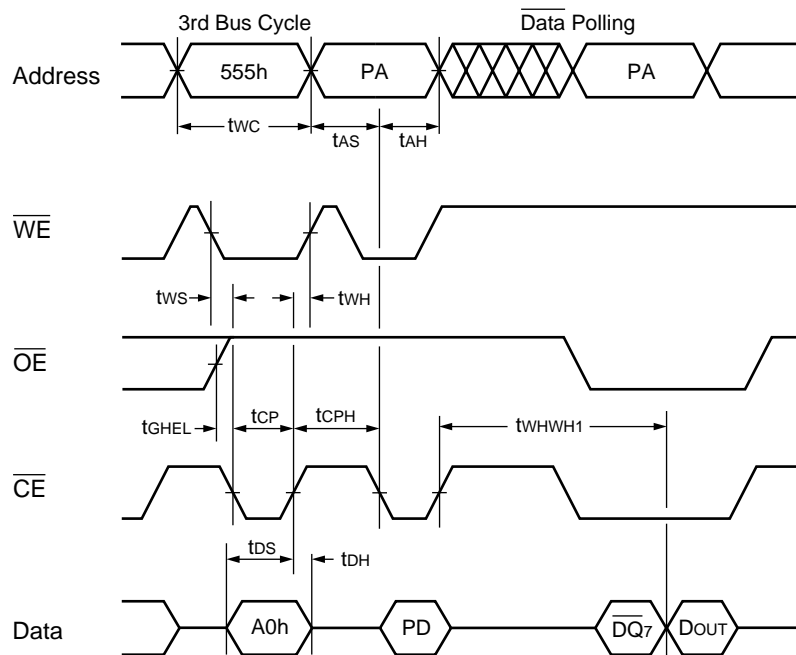 3rd Bus Cycle Data Polling
Address 555h PA PA
tWC tAS tAH
WE
tWS tWH
OE
tGHEL tCP tCPH tWHWH1
CE
tDS tDH
Data A0h PD DQ7 DOUT